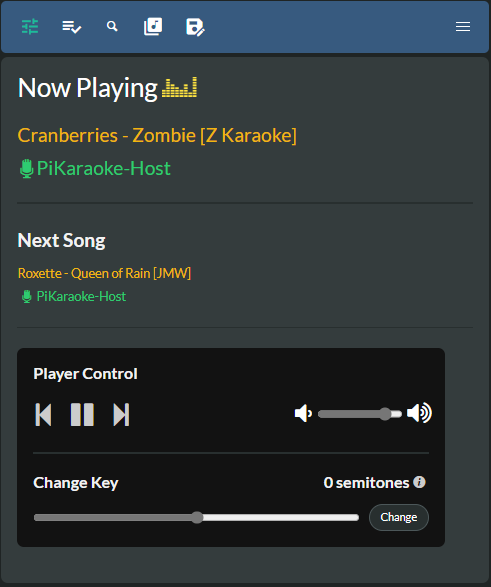 Now Playing
Cranberries - Zombie [Z Karaoke]
PiKaraoke-Host
Next Song
Roxette - Queen of Rain [JMW]
PiKaraoke-Host
Player Control
Change Key 0 semitones
Change